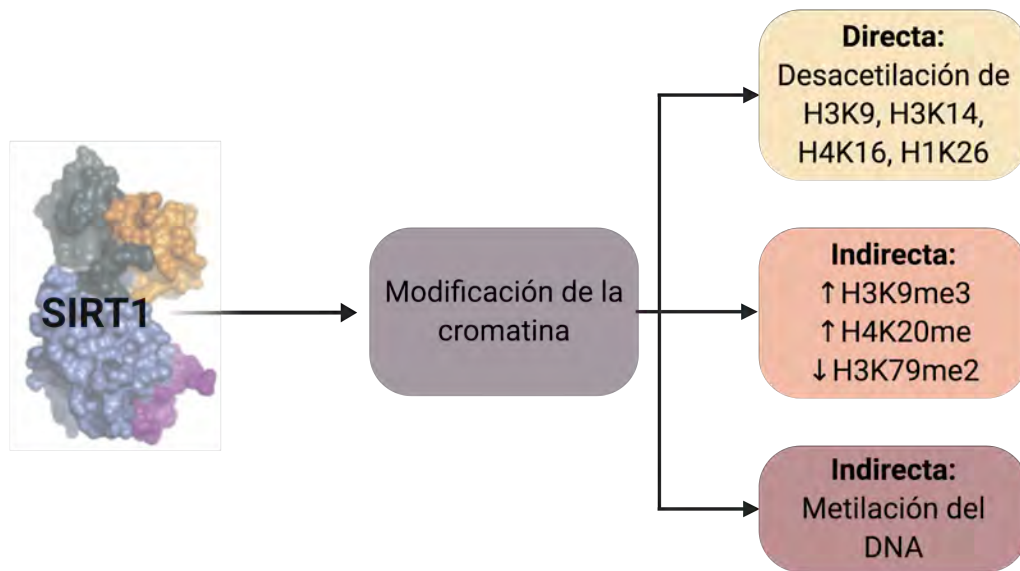 SIRT1
Modificación de la
cromatina
Directa:
Desacetilación de
H3K9, H3K14,
H4K16, H1K26
Indirecta:
↑H3K9me3
↑H4K20me
↓H3K79me2
Indirecta:
Metilación del
DNA